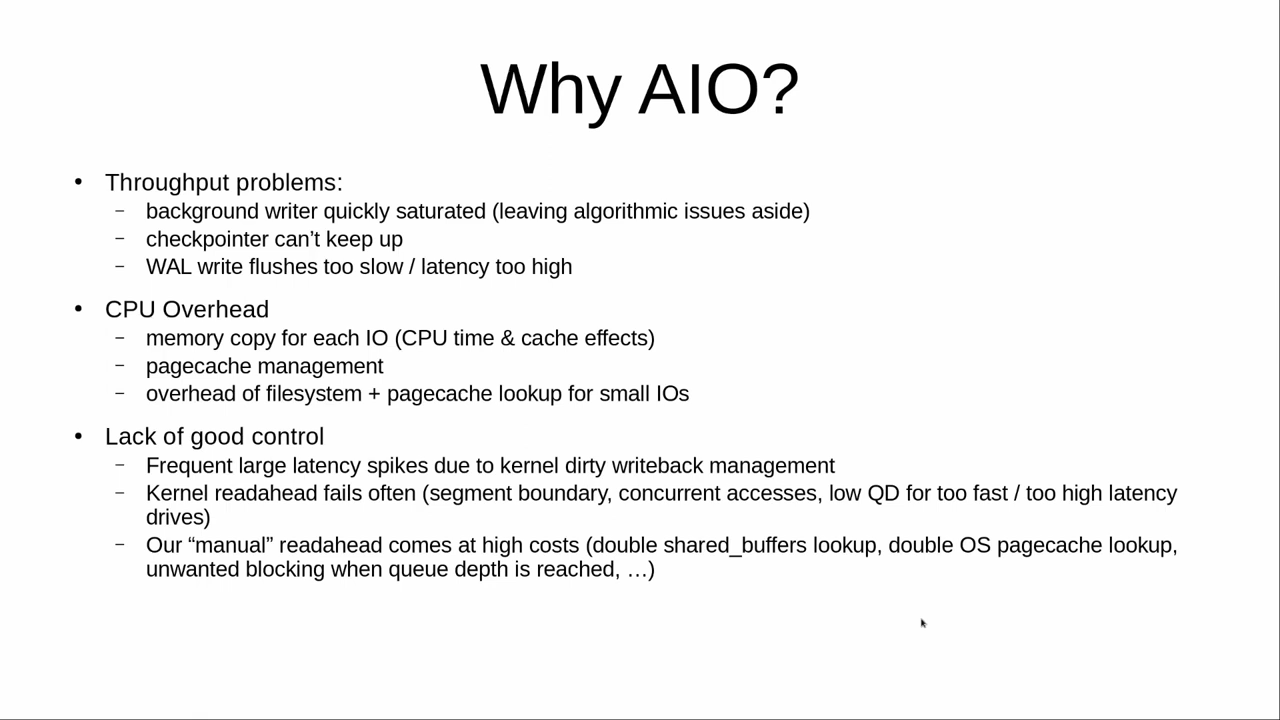 Why AIO?
• Throughput problems:
– background writer quickly saturated (leaving algorithmic issues aside)
– checkpointer can’t keep up
– WAL write flushes too slow / latency too high
• CPU Overhead
– memory copy for each IO (CPU time & cache effects)
– pagecache management
– overhead of filesystem + pagecache lookup for small IOs
• Lack of good control
– Frequent large latency spikes due to kernel dirty writeback management
– Kernel readahead fails often (segment boundary, concurrent accesses, low QD for too fast / too high latency
drives)
– Our “manual” readahead comes at high costs (double shared_buffers lookup, double OS pagecache lookup,
unwanted blocking when queue depth is reached, …)